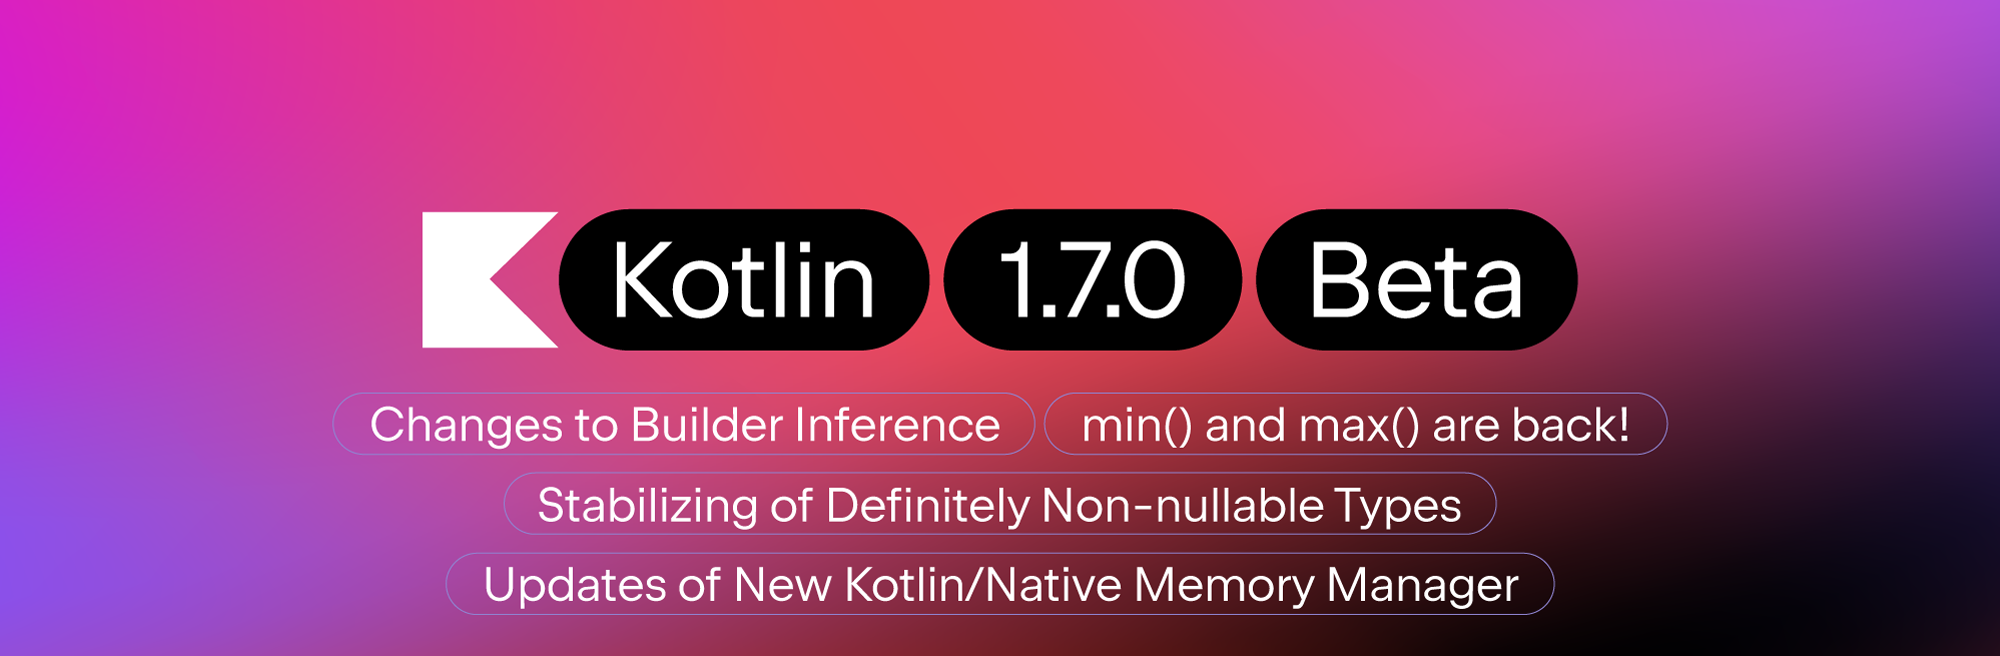 Kotlin 1.7.0 Beta
Changes to Builder Inference min() and max() are back!
Stabilizing of Definitely Non-nullable Types
Updates of New Kotlin/Native Memory Manager